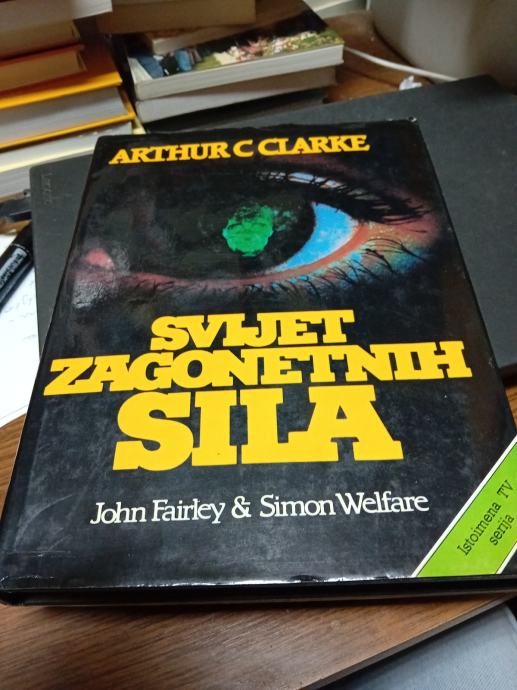 ARTHUR C CLARKE
SVIJET
ZAGONETNIH
SILA
John Fairley & Simon Welfare
Istoimena TV
serija